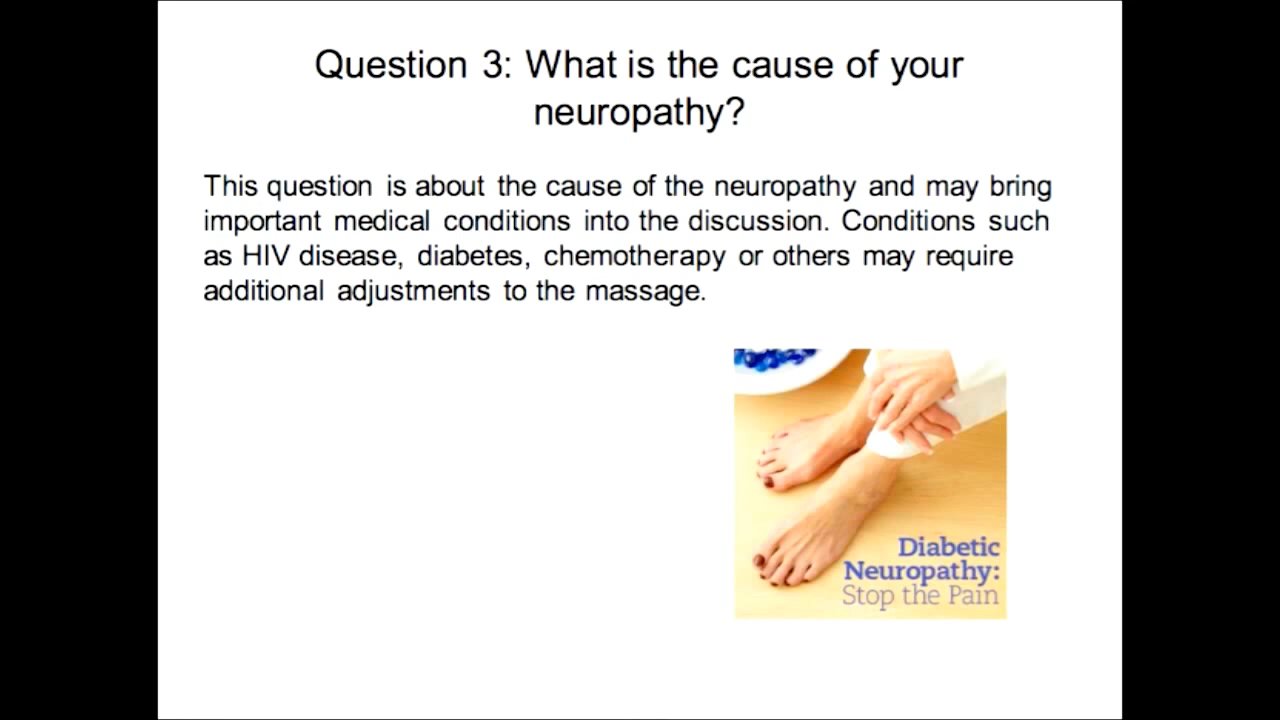 Question 3: What is the cause of your
neuropathy?
This question is about the cause of the neuropathy and may bring
important medical conditions into the discussion. Conditions such
as HIV disease, diabetes, chemotherapy or others may require
additional adjustments to the massage.
Diabetic
Neuropathy:
Stop the Pain